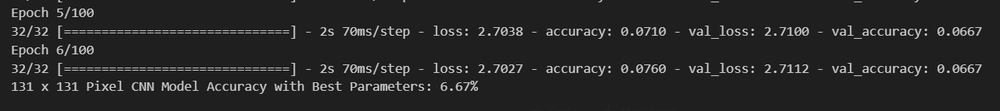 Epoch 5/100
32/32 [==============================] - 2s 70ms/step - loss: 2.7038 - accuracy: 0.0710 - val_loss: 2.7100 - val_accuracy: 0.0667
Epoch 6/100
32/32 [==============================] - 2s 70ms/step - loss: 2.7027 - accuracy: 0.0760 - val_loss: 2.7112 - val_accuracy: 0.0667
131 x 131 Pixel CNN Model Accuracy with Best Parameters: 6.67%